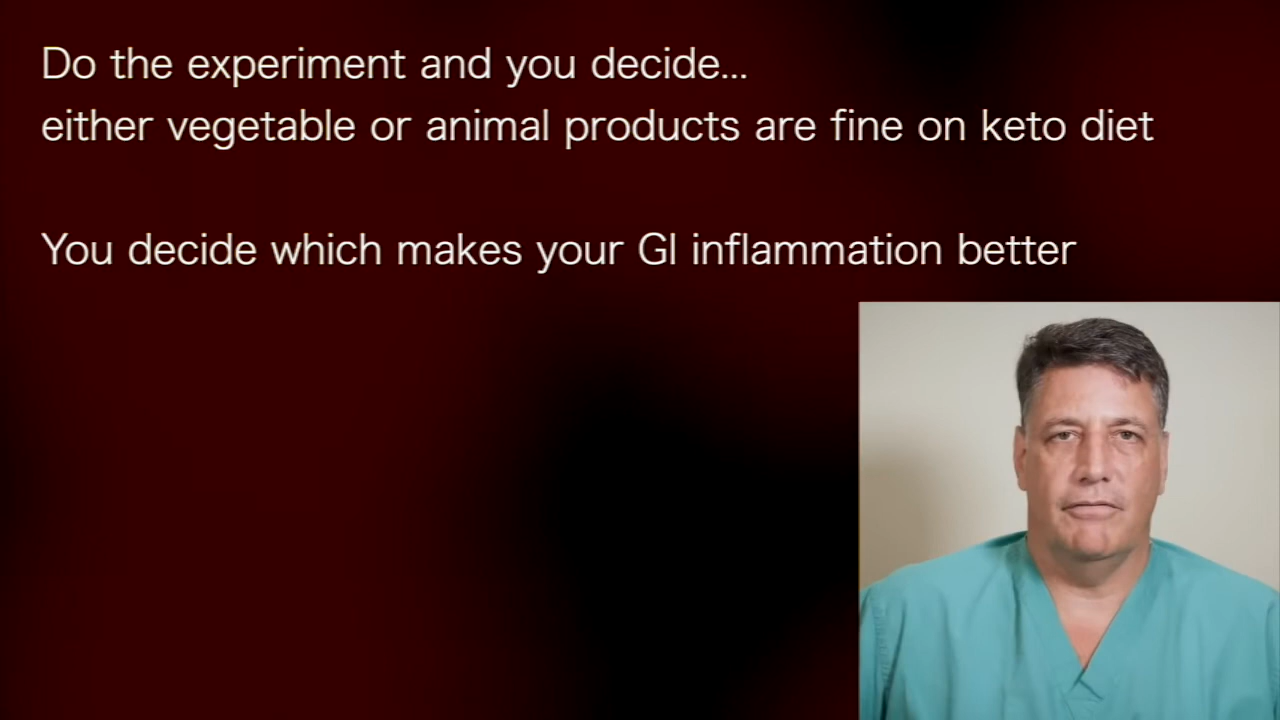 Do the experiment and you decide...
either vegetable or animal products are fine on keto diet
You decide which makes your GI inflammation better